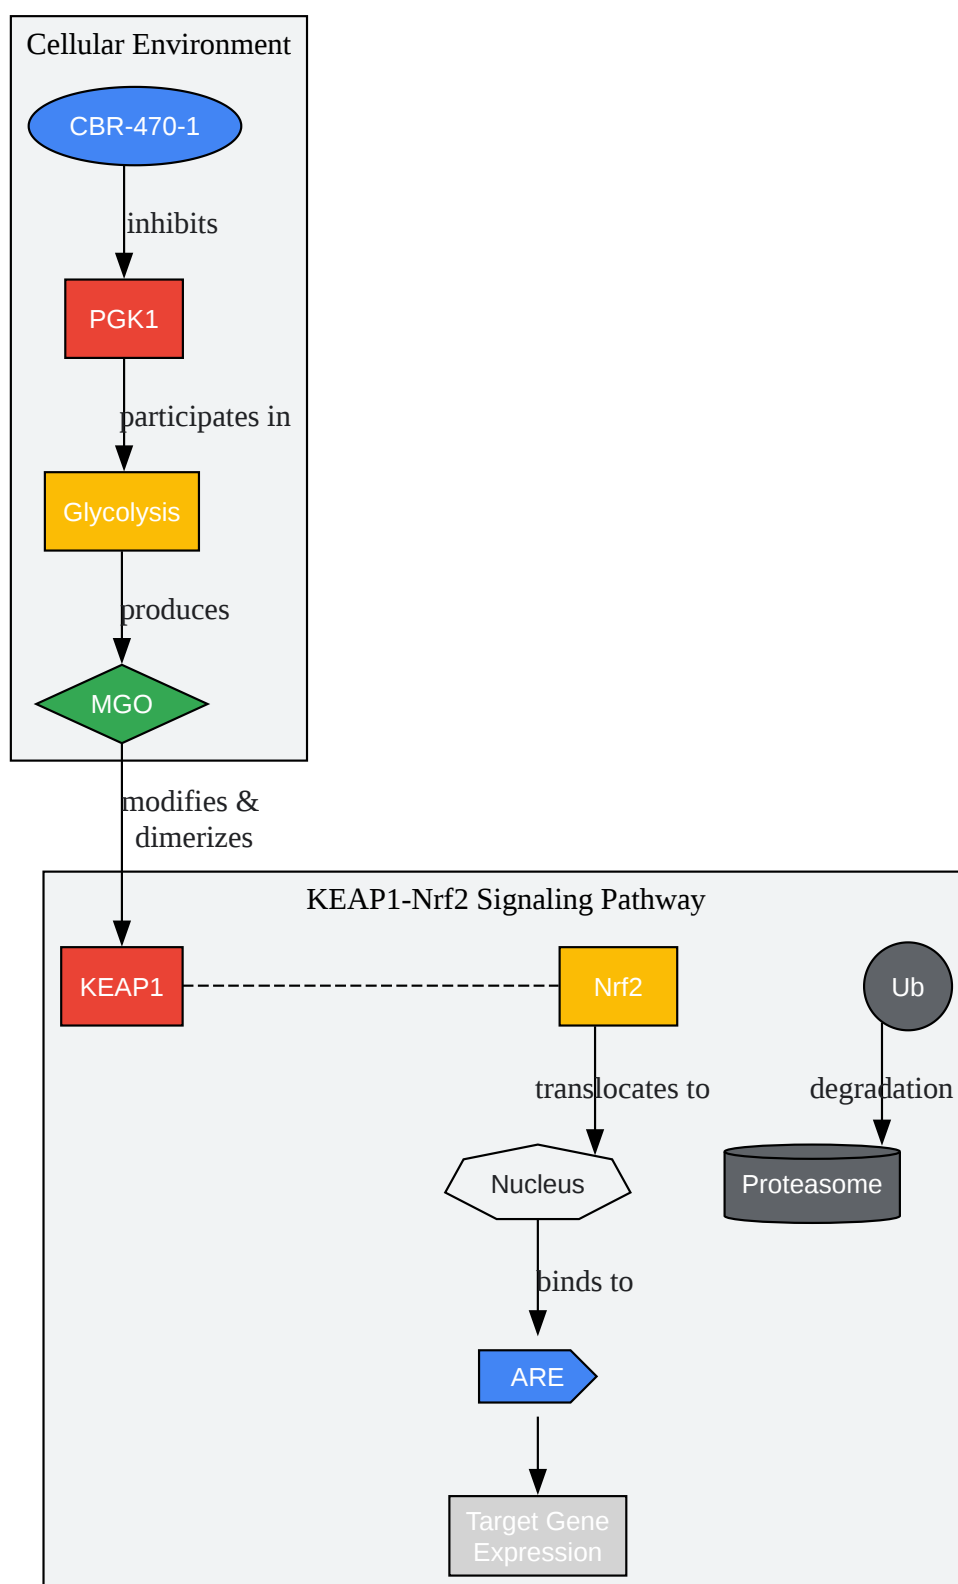 Cellular Environment
CBR-470-1
inhibits
PGK1
participates in
Glycolysis
produces
MGO
modifies &
dimerizes
KEAP1-Nrf2 Signaling Pathway
KEAP1
Nrf2
Ub
translocates to
degradation
Nucleus
Proteasome
binds to
ARE
Target Gene
Expression